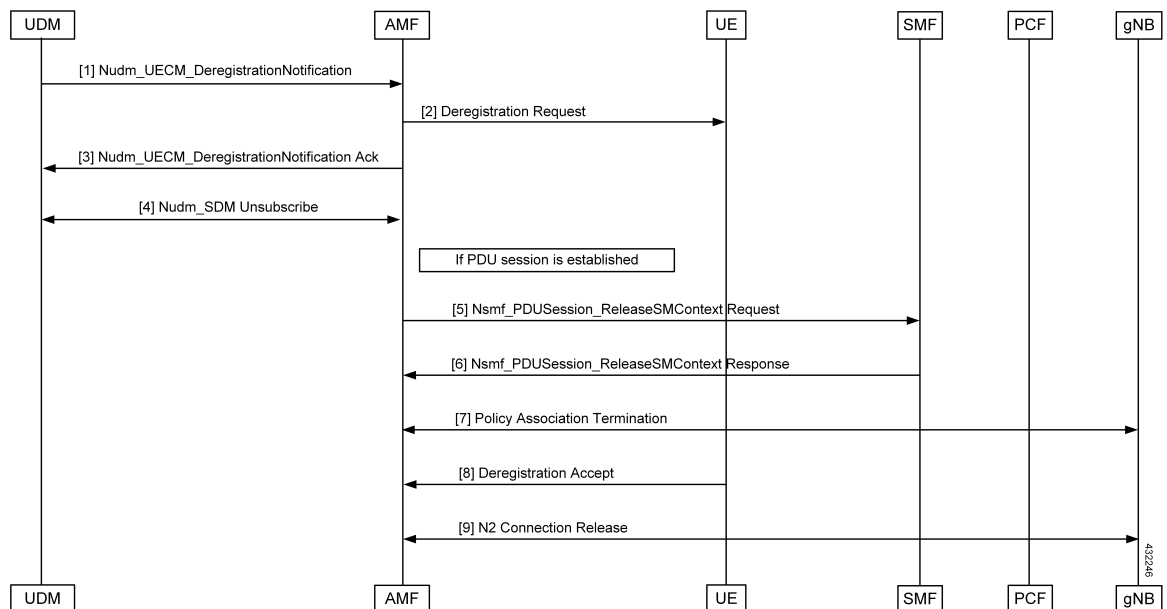 UDM AMF UE SMF PCF gNB
[1] Nudm_UECM_DeregistrationNotification
[2] Deregistration Request
[3] Nudm_UECM_DeregistrationNotification Ack
[4] Nudm_SDM Unsubscribe
If PDU session is established
[5] Nsmf_PDUSession_ReleaseSMContext Request
[6] Nsmf_PDUSession_ReleaseSMContext Response
[7] Policy Association Termination
[8] Deregistration Accept
[9] N2 Connection Release
432246
UDM AMF UE SMF PCF gNB